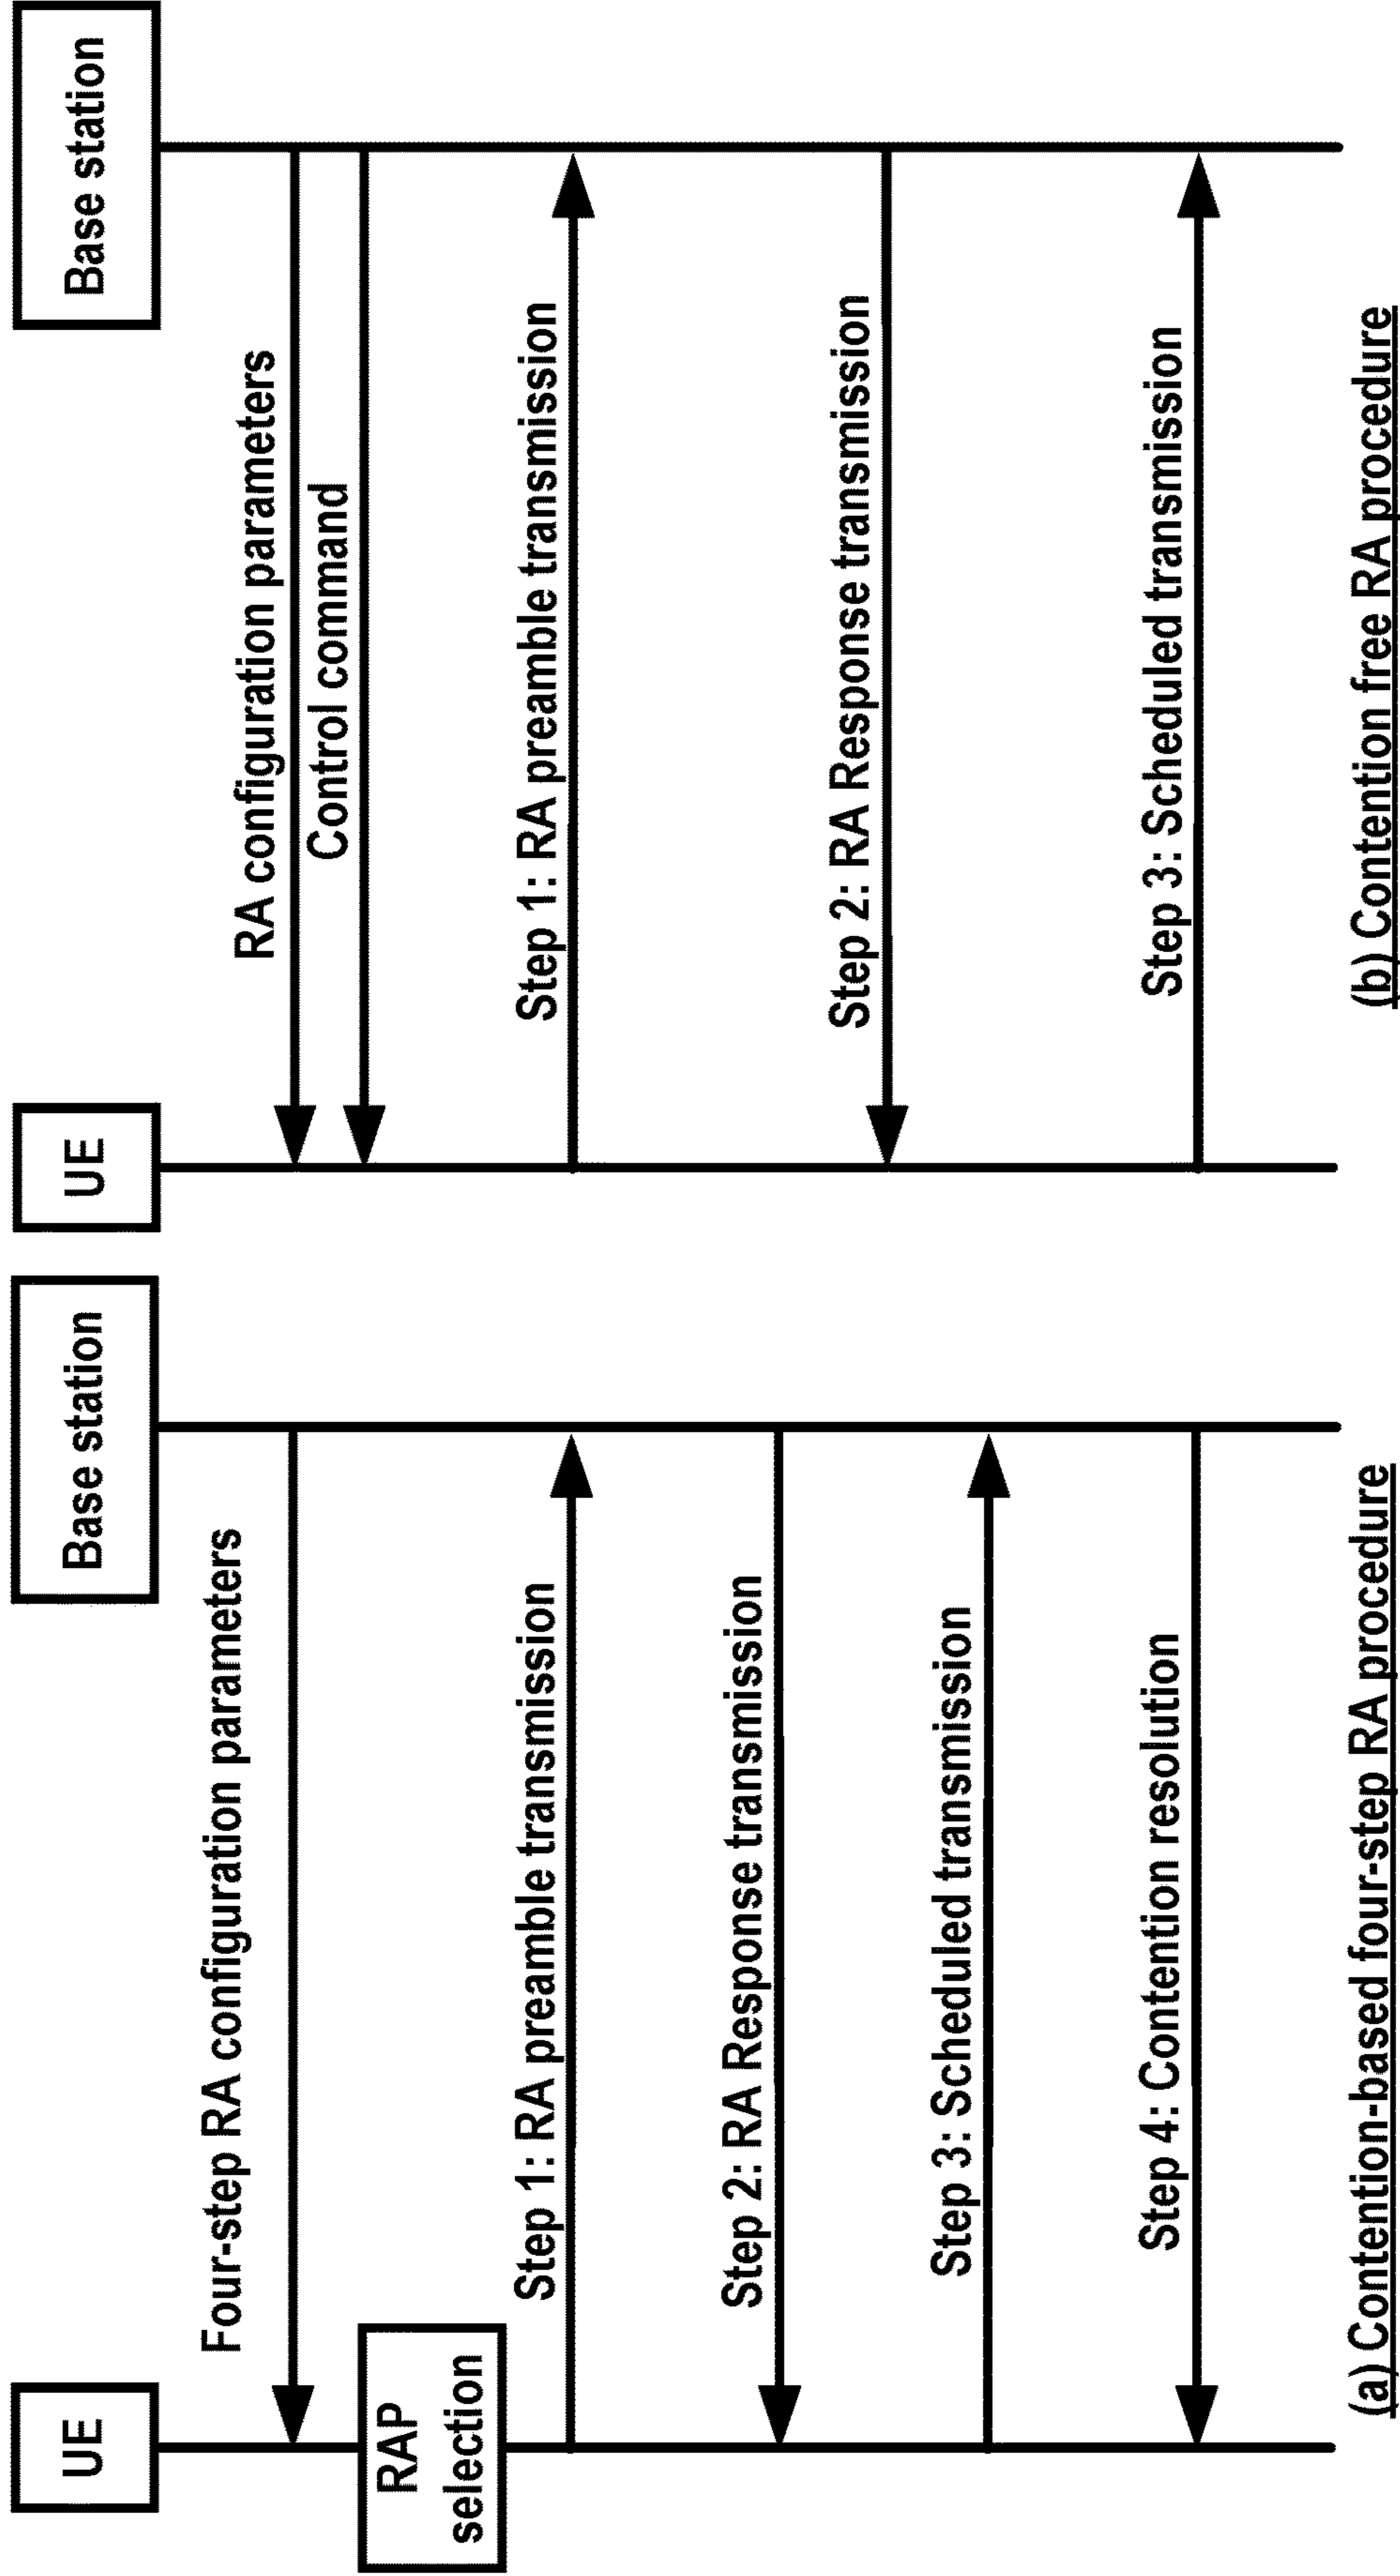 UE
Base station
Four-step RA configuration parameters
RAP
selection
Step 1: RA preamble transmission
Step 2: RA Response transmission
Step 3: Scheduled transmission
Step 4: Contention resolution
(a) Contention-based four-step RA procedure
UE
Base station
RA configuration parameters
Control command
Step 1: RA preamble transmission
Step 2: RA Response transmission
Step 3: Scheduled transmission
(b) Contention free RA procedure